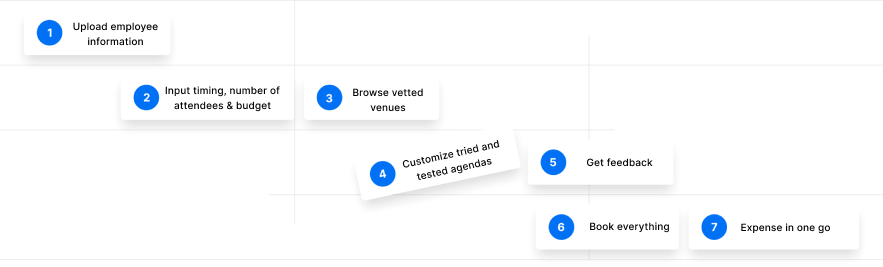 1
Upload employee
information
2
Input timing, number of
attendees & budget
3
Browse vetted
venues
4
Customize tried and
tested agendas
5
Get feedback
6
Book everything
7
Expense in one go